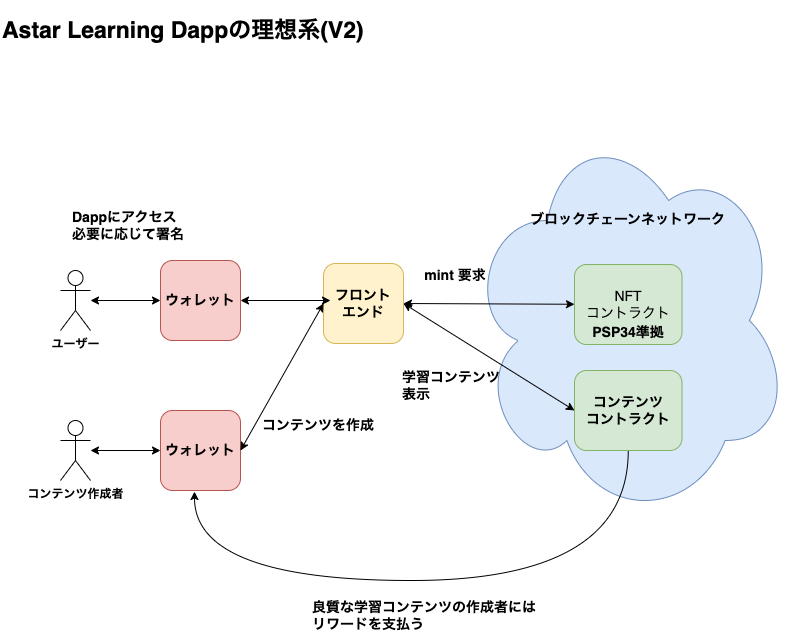 Astar Learning Dappの理想系(V2)
Dappにアクセス
必要に応じて署名
ブロックチェーンネットワーク
mint 要求
ユーザー
ウォレット
フロント
エンド
NFT
コントラクト
PSP34準拠
学習コンテンツ
表示
コンテンツ
コントラクト
コンテンツを作成
ウォレット
コンテンツ作成者
良質な学習コンテンツの作成者には
リワードを支払う